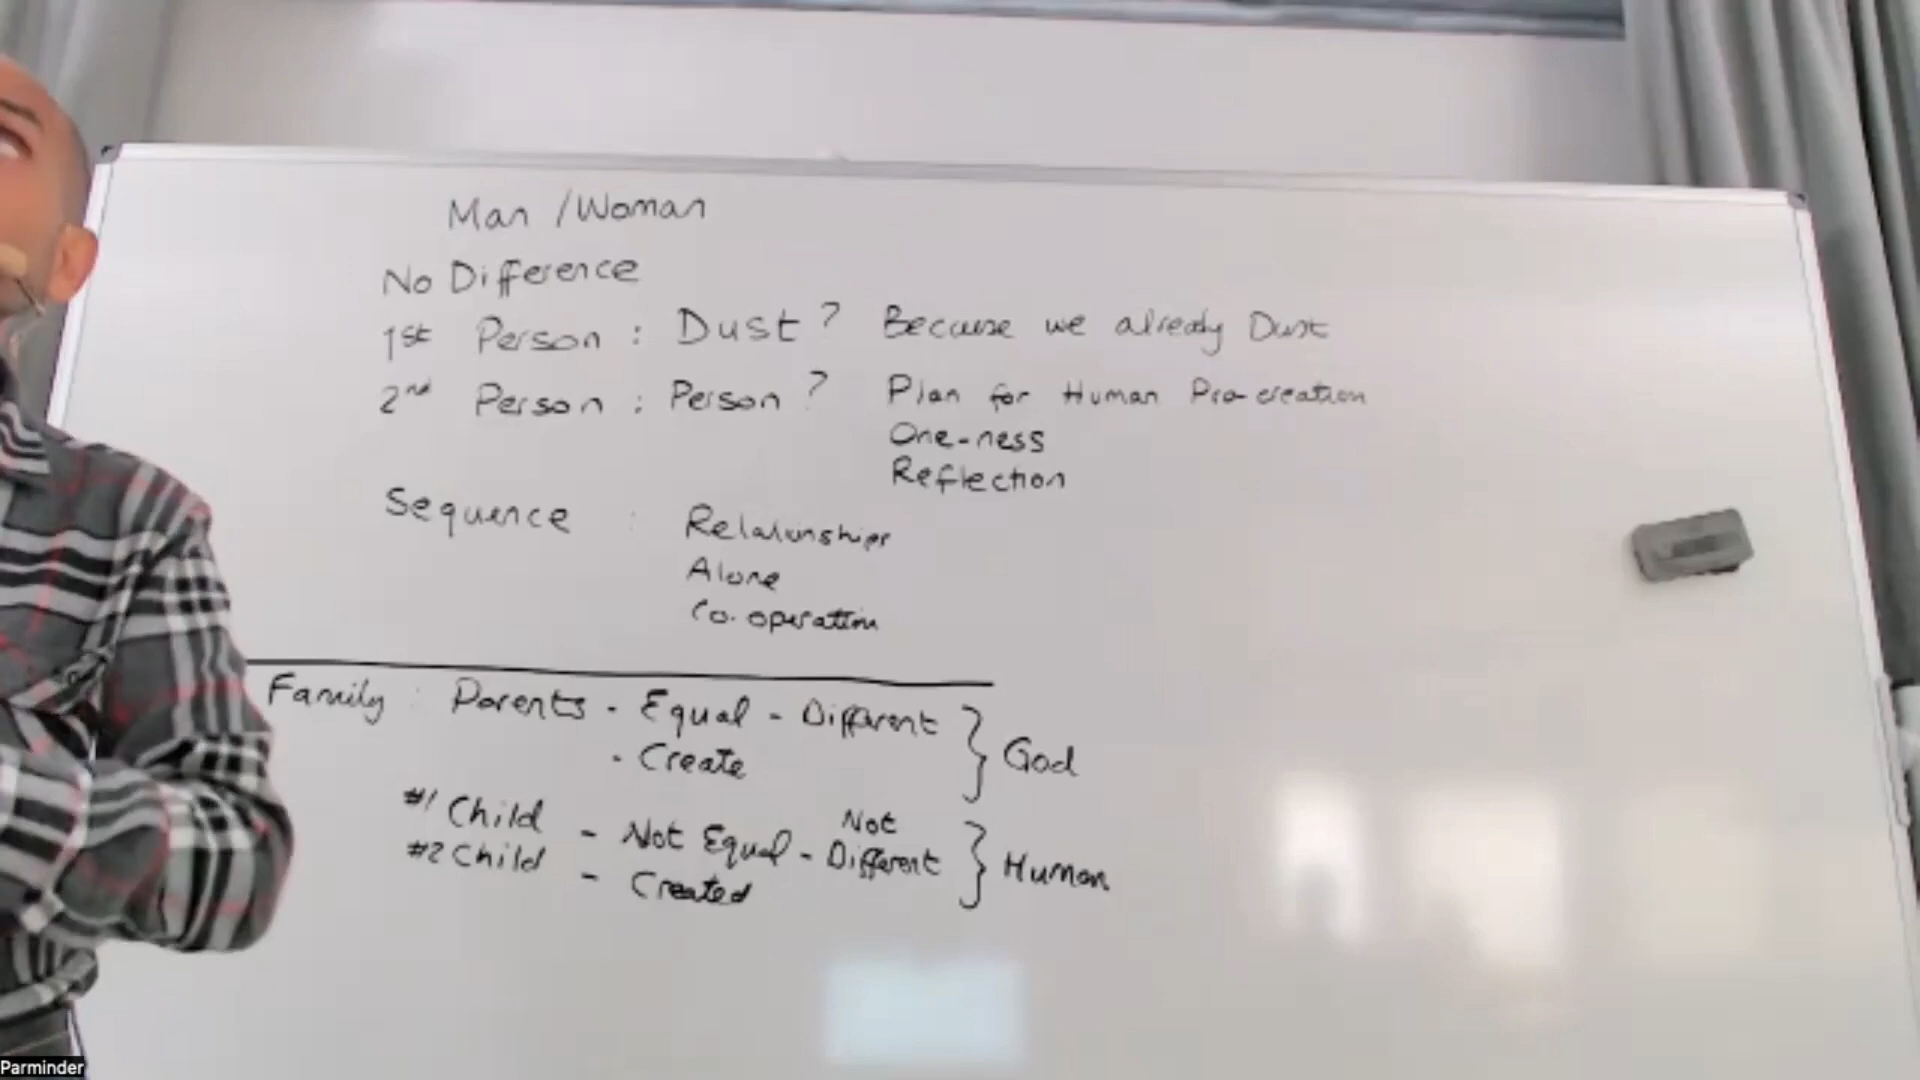 Man / Woman
No Difference
1st Person : Dust ? Because we already Dust
2nd Person : Person ? Plan for Human Pro-creation
One-ness
Reflection
Sequence : Relationships
Alone
Co-operation
Family : Parents - Equal - Different } God
- Create
#1 Child - Not Equal - Not Different } Human
#2 Child - Created
Parminder